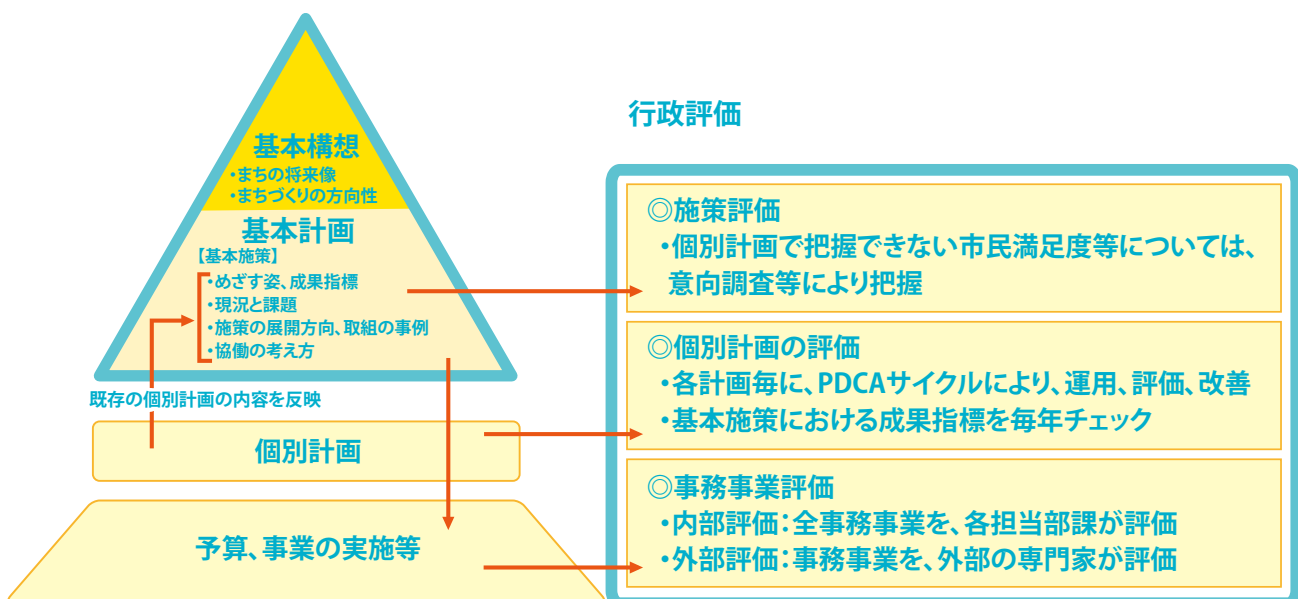 基本構想
・まちの将来像
・まちづくりの方向性
基本計画
【基本施策】
・めざす姿、成果指標
・現況と課題
・施策の展開方向、取組の事例
・協働の考え方
既存の個別計画の内容を反映
個別計画
予算、事業の実施等
行政評価
◎施策評価
・個別計画で把握できない市民満足度等については、
意向調査等により把握
◎個別計画の評価
・各計画毎に、PDCAサイクルにより、運用、評価、改善
・基本施策における成果指標を毎年チェック
◎事務事業評価
・内部評価：全事務事業を、各担当部課が評価
・外部評価：事務事業を、外部の専門家が評価